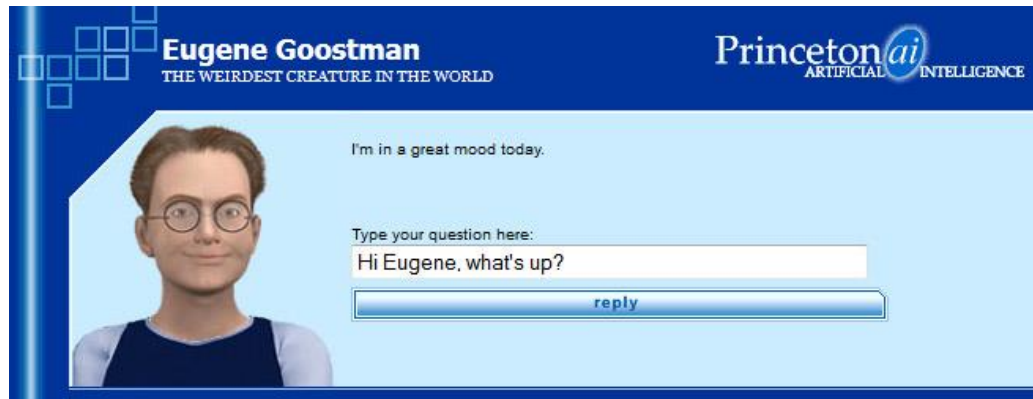 Eugene Goostman
THE WEIRDEST CREATURE IN THE WORLD
Princeton ai
ARTIFICIAL INTELLIGENCE
I'm in a great mood today.
Type your question here:
Hi Eugene, what's up?
reply